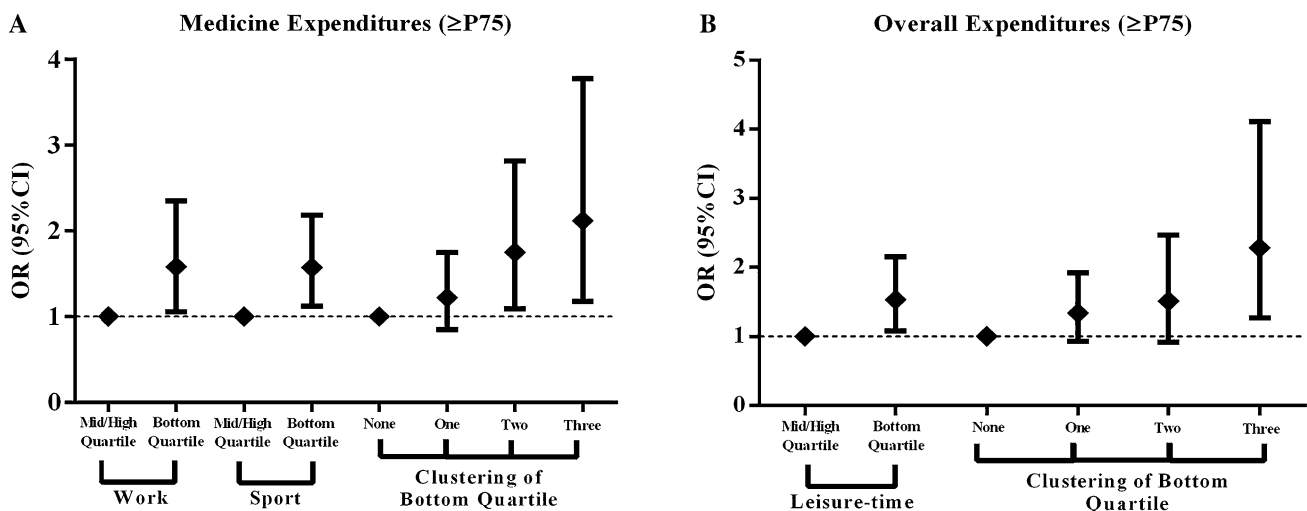 A
Medicine Expenditures (≥P75)
OR (95%CI)
4
3
2
1
0
Mid/High
Quartile
Bottom
Quartile
Mid/High
Quartile
Bottom
Quartile
None
One
Two
Three
Work
Sport
Clustering of
Bottom Quartile
B
Overall Expenditures (≥P75)
OR (95%CI)
5
4
3
2
1
0
Mid/High
Quartile
Bottom
Quartile
None
One
Two
Three
Leisure-time
Clustering of Bottom
Quartile